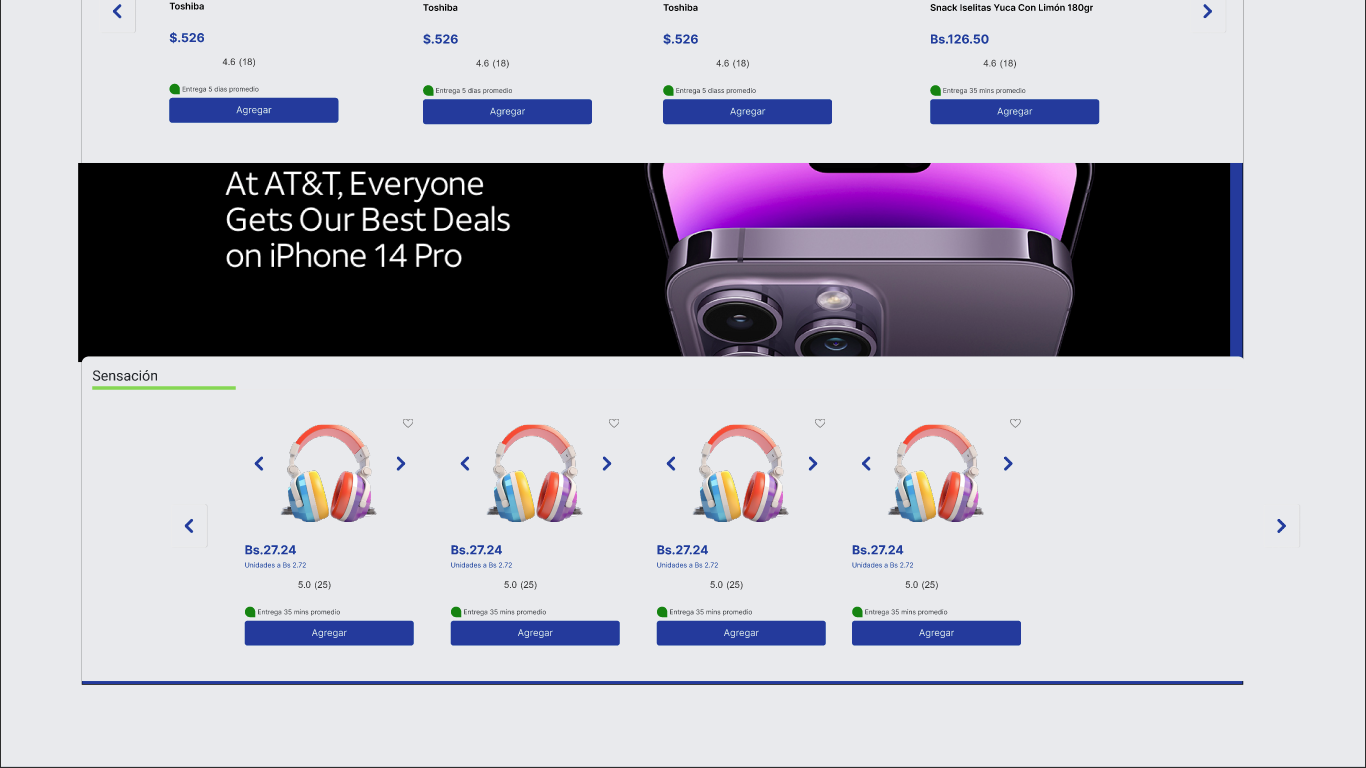 Toshiba
Toshiba
Toshiba
Snack Iselitas Yuca Con Limón 180gr
$.526
$.526
$.526
Bs.126.50
4.6 (18)
4.6 (18)
4.6 (18)
4.6 (18)
Entrega 5 dias promedio
Entrega 5 dias promedio
Entrega 5 diass promedio
Entrega 35 mins promedio
Agregar
Agregar
Agregar
Agregar
At AT&T, Everyone
Gets Our Best Deals
on iPhone 14 Pro
Sensación
Bs.27.24
Bs.27.24
Bs.27.24
Bs.27.24
Unidades a Bs 2.72
Unidades a Bs 2.72
Unidades a Bs 2.72
Unidades a Bs 2.72
5.0 (25)
5.0 (25)
5.0 (25)
5.0 (25)
Entrega 35 mins promedio
Entrega 35 mins promedio
Entrega 35 mins promedio
Entrega 35 mins promedio
Agregar
Agregar
Agregar
Agregar